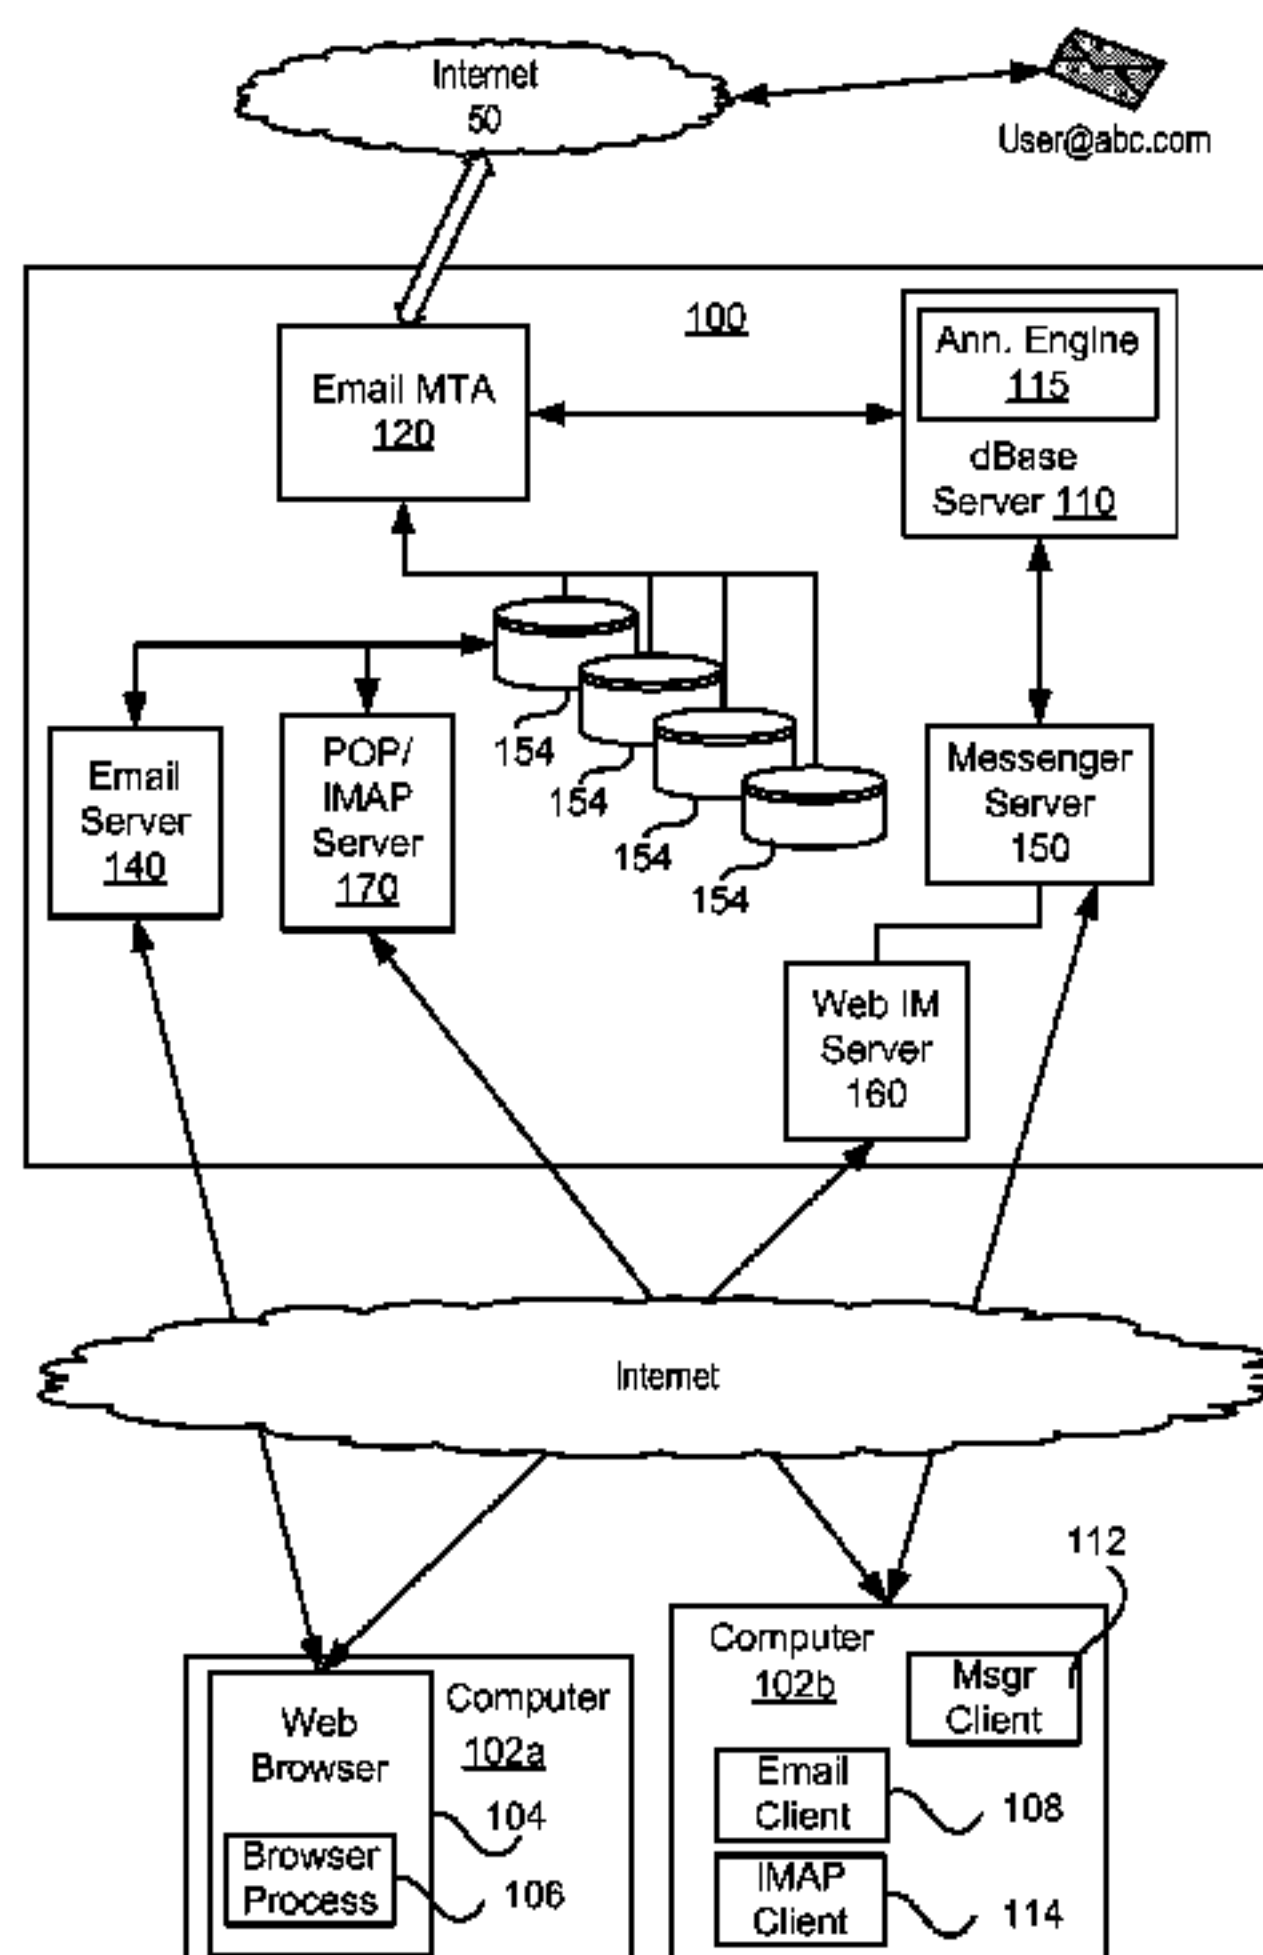 Internet
50
User@abc.com
100
Ann. Engine
115
Email MTA
120
dBase
Server 110
154
154
154
154
Email
Server
140
POP/
IMAP
Server
170
Messenger
Server
150
Web IM
Server
160
Internet
112
Computer
102b
Msgr
Client
Web
Browser
Computer
102a
104
Email
Client
108
Browser
Process
106
IMAP
Client
114